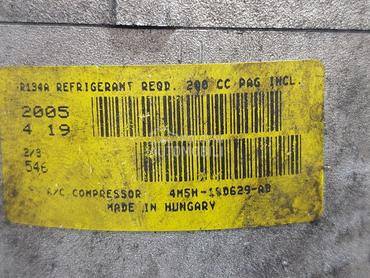 R134A REFRIGERANT REQD. 200 CC PAG INCL.
2005
4 19
2/3
546
A/C COMPRESSOR 4M5H-19D629-AD
MADE IN HUNGARY